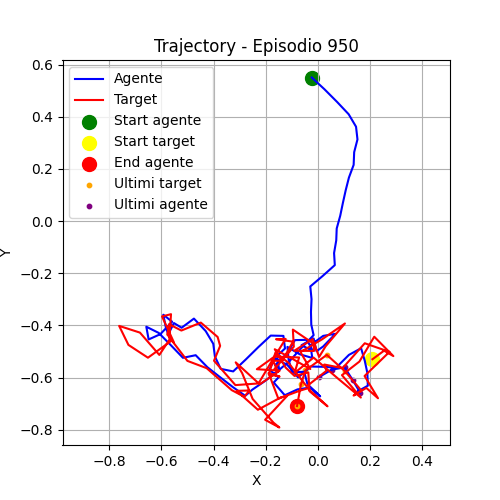 Trajectory - Episodio 950
Agente
Target
Start agente
Start target
End agente
Ultimi target
Ultimi agente
Y
0.6
0.4
0.2
0.0
−0.2
−0.4
−0.6
−0.8
−0.8 −0.6 −0.4 −0.2 0.0 0.2 0.4
X